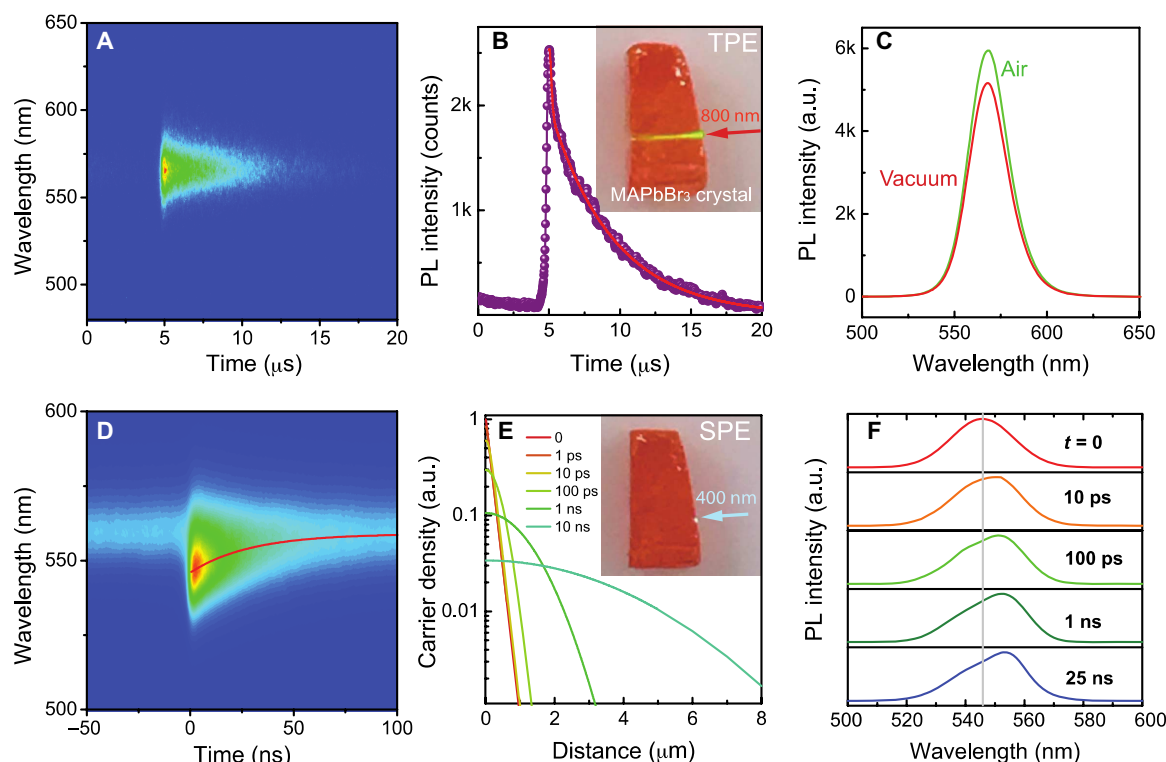 A
Wavelength (nm)
650
600
550
500
0 5 10 15 20
Time (μs)
B
TPE
PL intensity (counts)
2k
1k
800 nm
MAPbBr₃ crystal
0 5 10 15 20
Time (μs)
C
PL intensity (a.u.)
6k
4k
2k
0
Air
Vacuum
500 550 600 650
Wavelength (nm)
D
Wavelength (nm)
600
550
500
−50 0 50 100
Time (ns)
E
SPE
Carrier density (a.u.)
1
0.1
0.01
0
1 ps
10 ps
100 ps
1 ns
10 ns
400 nm
0 2 4 6 8
Distance (μm)
F
PL intensity (a.u.)
t = 0
10 ps
100 ps
1 ns
25 ns
500 520 540 560 580 600
Wavelength (nm)